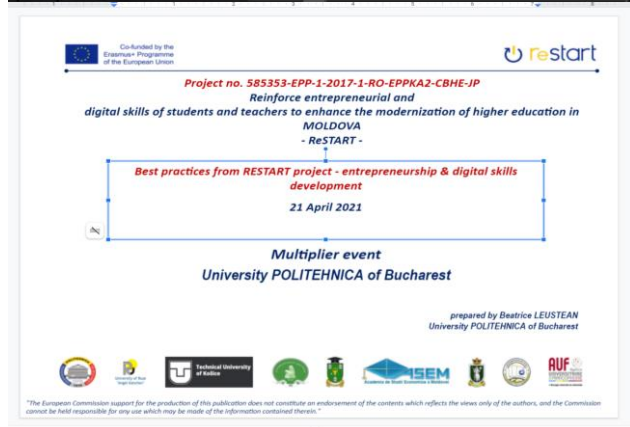 Co-funded by the
Erasmus+ Programme
of the European Union
restart
Project no. 585353-EPP-1-2017-1-RO-EPPKA2-CBHE-JP
Reinforce entrepreneurial and
digital skills of students and teachers to enhance the modernization of higher education in
MOLDOVA
- ReSTART -
Best practices from RESTART project - entrepreneurship & digital skills
development
21 April 2021
Multiplier event
University POLITEHNICA of Bucharest
prepared by Beatrice LEUSTEAN
University POLITEHNICA of Bucharest
Technical University
of Košice
ISEM
AUF
"The European Commission support for the production of this publication does not constitute an endorsement of the contents which reflects the views only of the authors, and the Commission
cannot be held responsible for any use which may be made of the information contained therein."